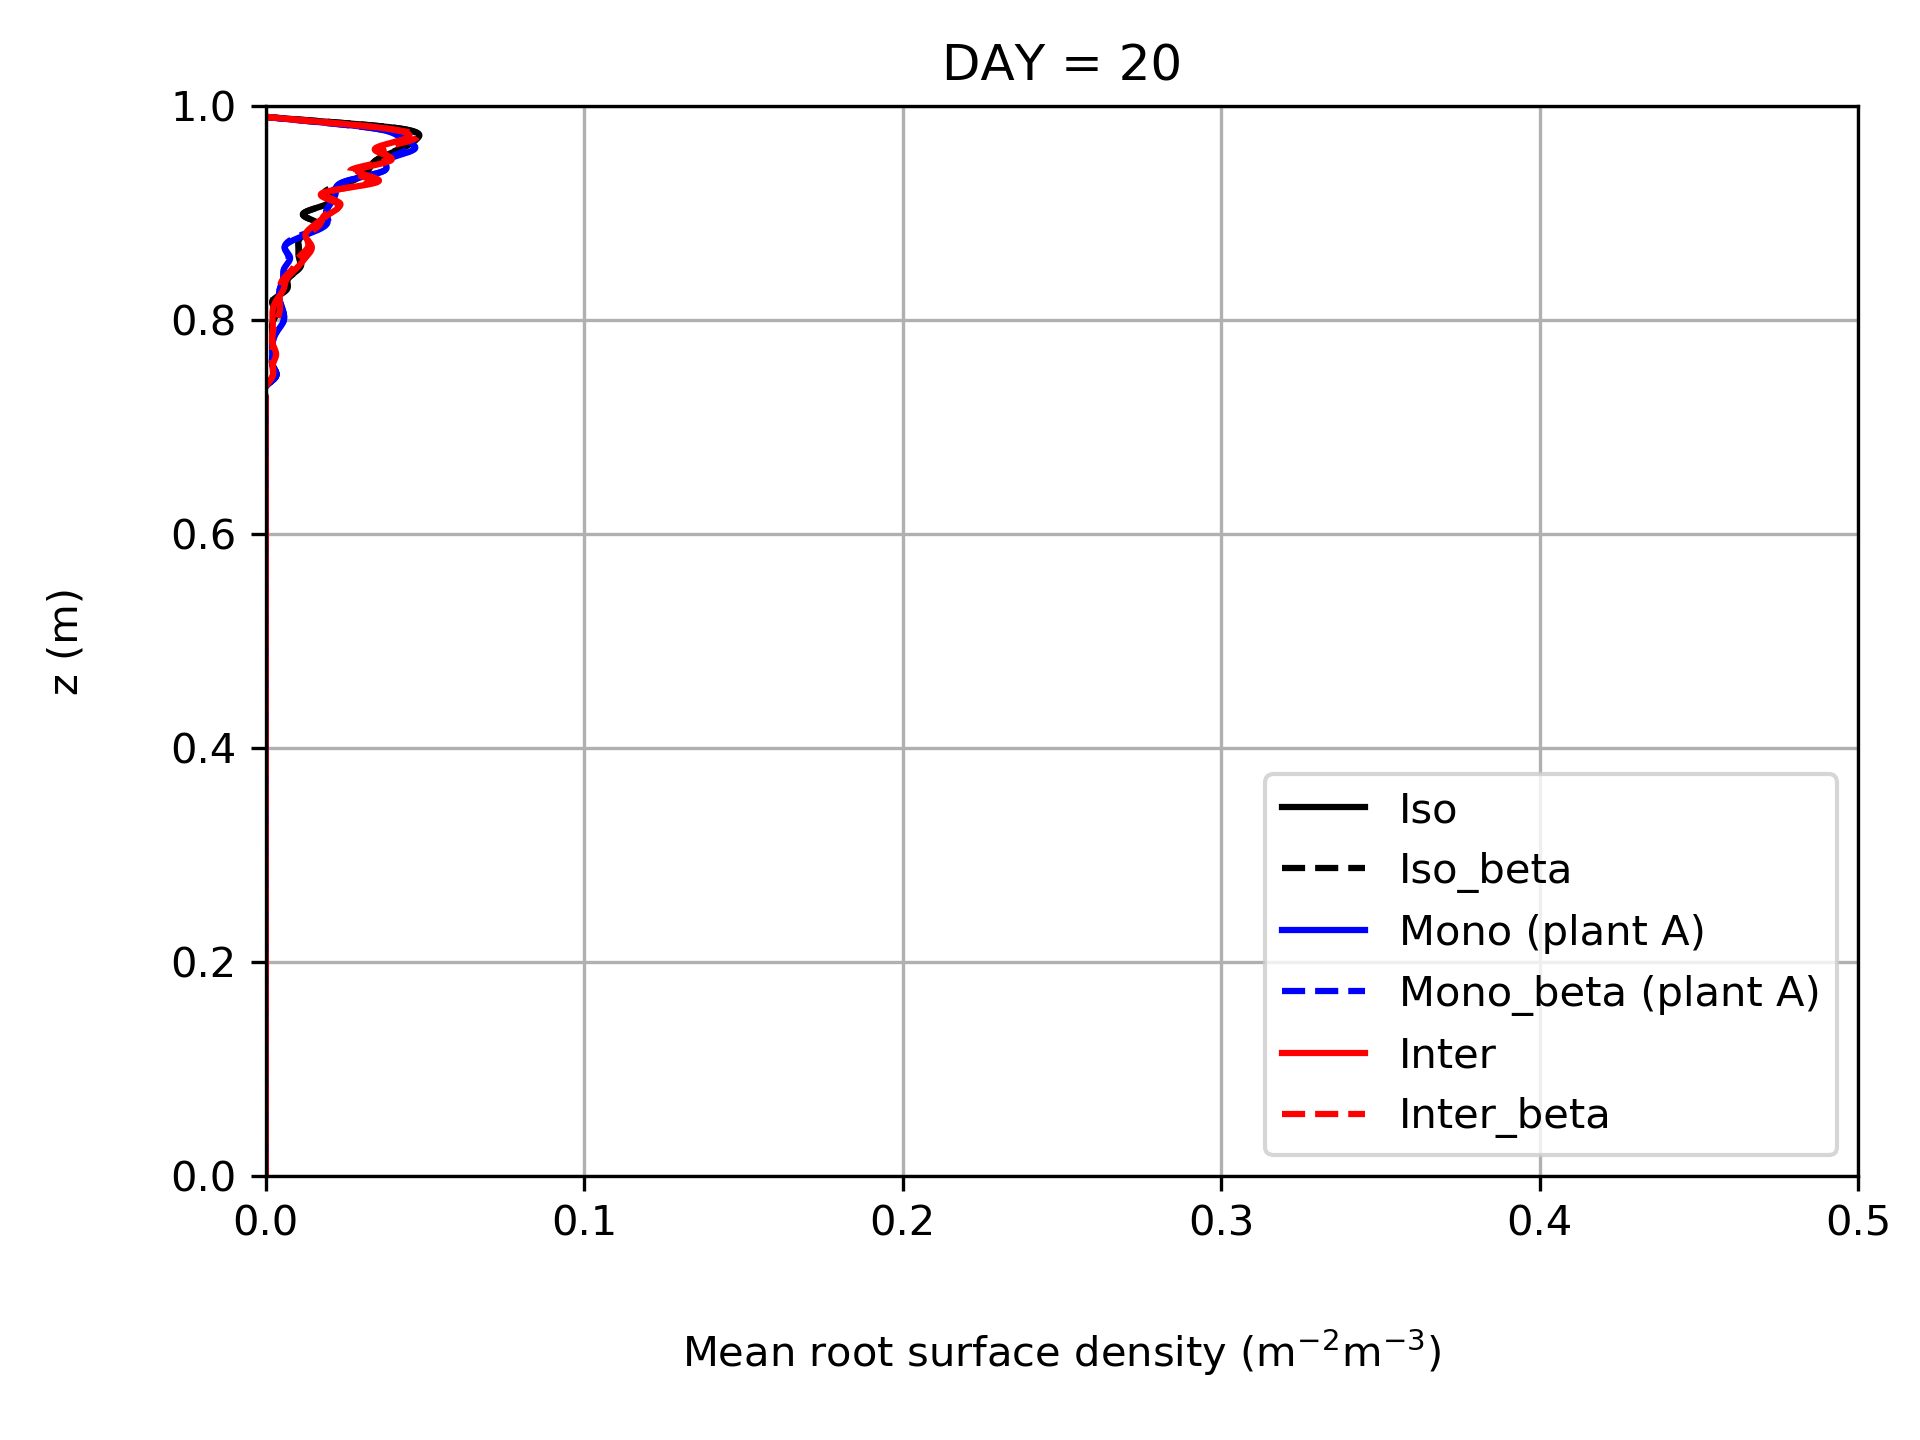 DAY = 20
1.0
0.8
0.6
0.4
0.2
0.0
z (m)
0.0 0.1 0.2 0.3 0.4 0.5
Mean root surface density (m⁻²m⁻³)
Iso
Iso_beta
Mono (plant A)
Mono_beta (plant A)
Inter
Inter_beta